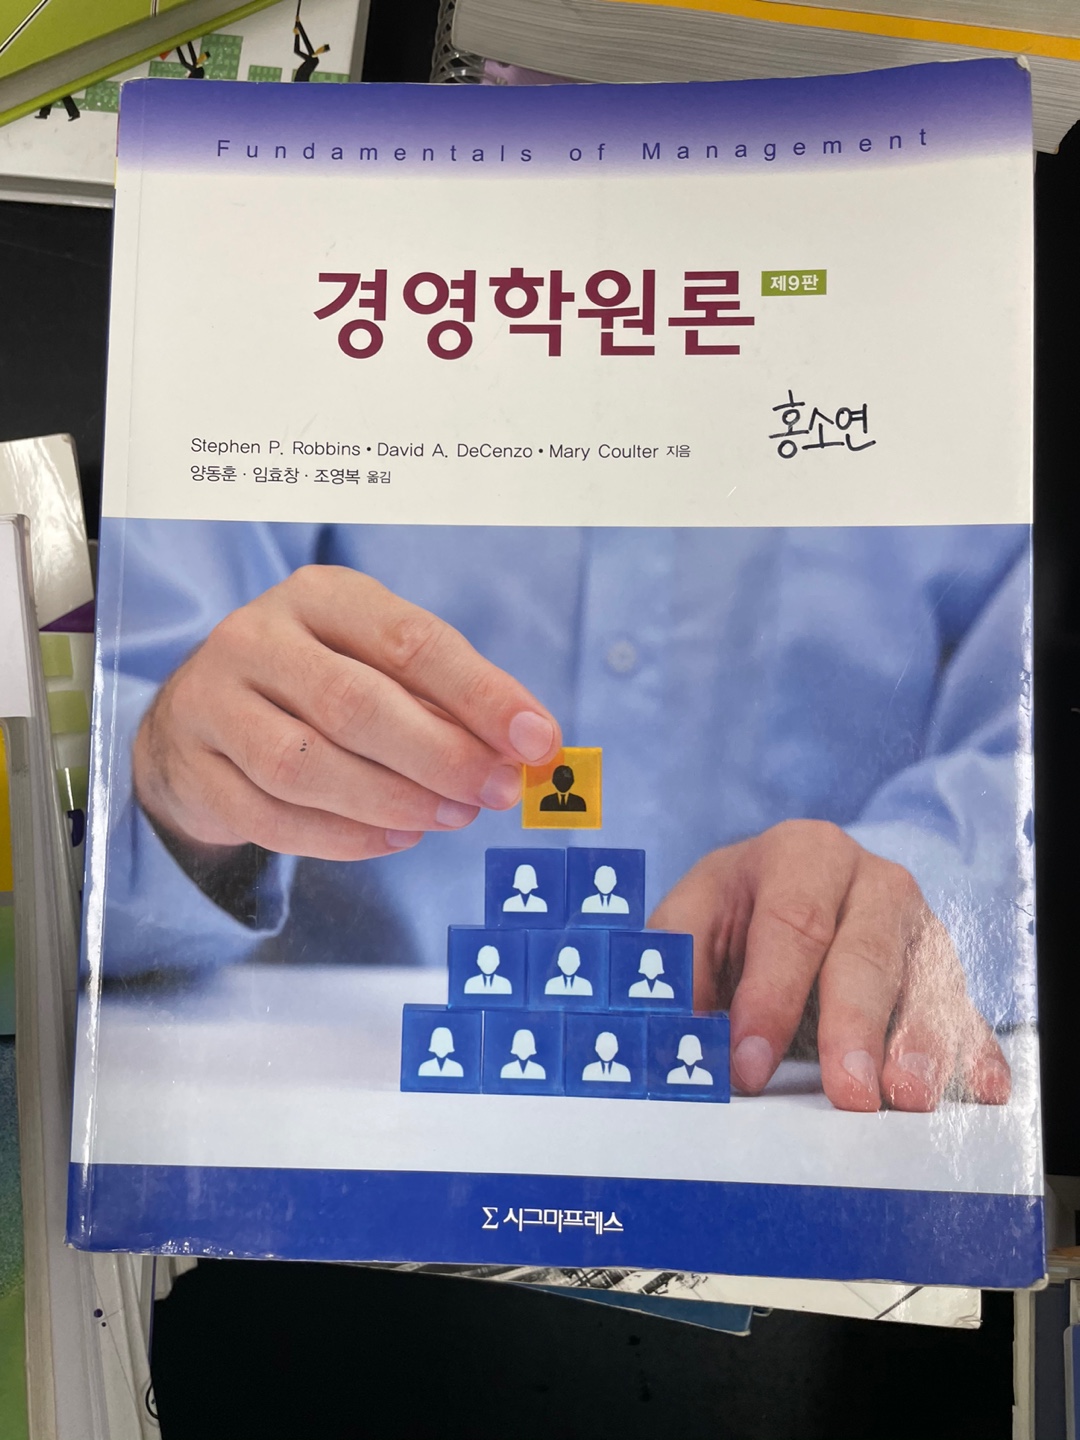 Fundamentals of Management
경영학원론 제9판
홍소연
Stephen P. Robbins • David A. DeCenzo • Mary Coulter 지음
양동훈 · 임효창 · 조영복 옮김
Σ 시그마프레스